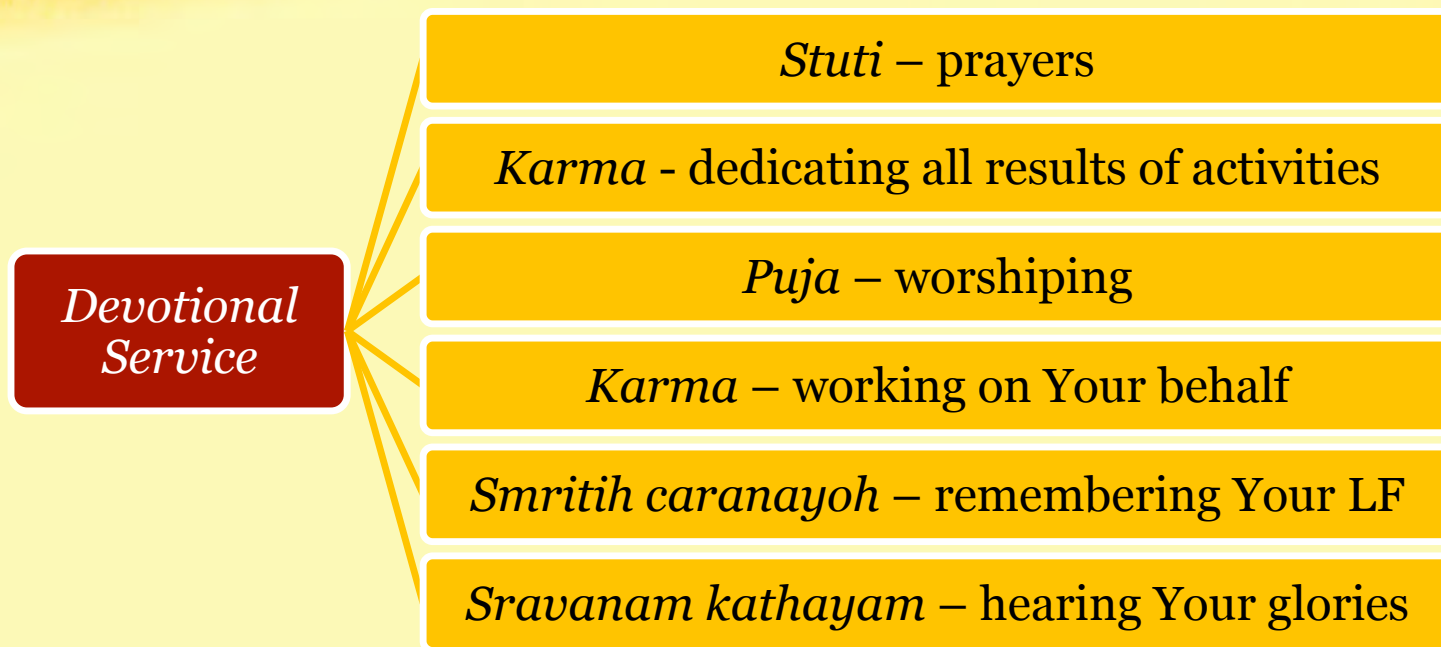 Devotional
Service
Stuti – prayers
Karma - dedicating all results of activities
Puja – worshiping
Karma – working on Your behalf
Smritih caranayoh – remembering Your LF
Sravanam kathayam – hearing Your glories